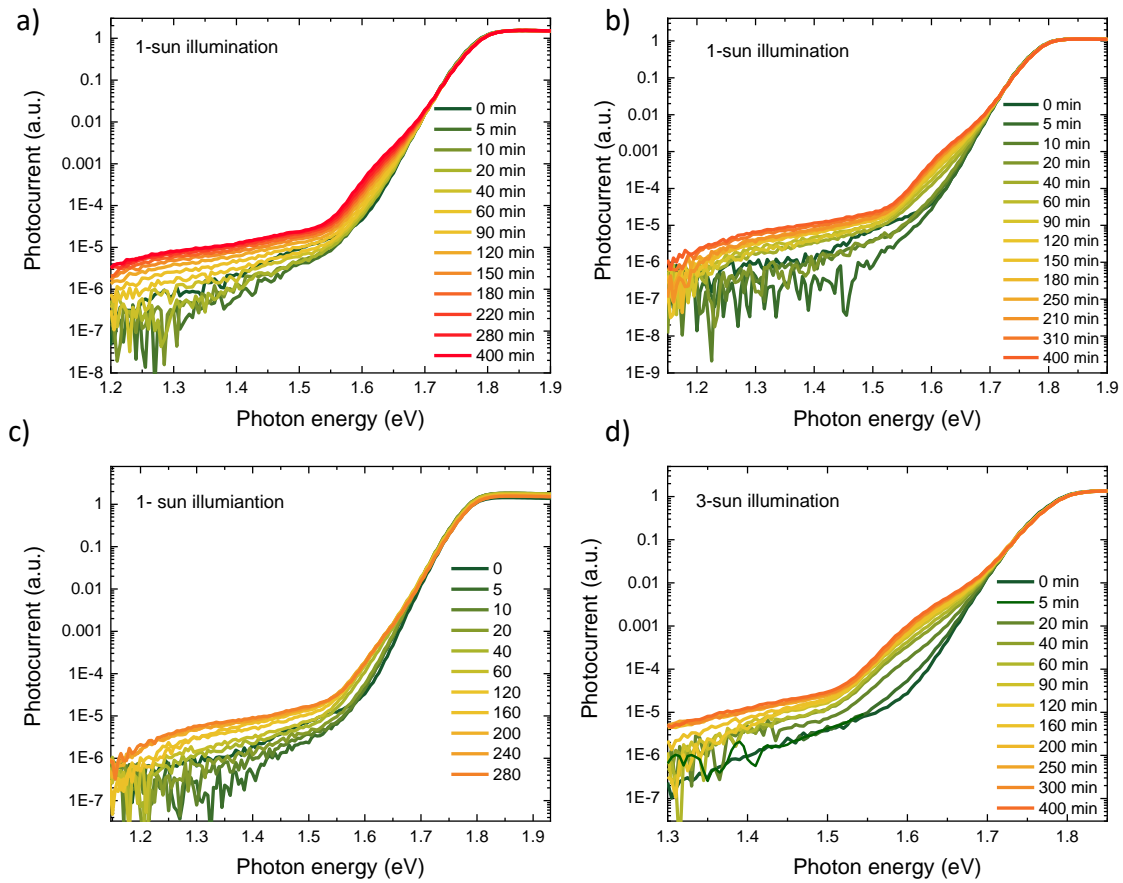 a)
1-sun illumination
Photocurrent (a.u.)
1
0.1
0.01
0.001
1E-4
1E-5
1E-6
1E-7
1E-8
0 min
5 min
10 min
20 min
40 min
60 min
90 min
120 min
150 min
180 min
220 min
280 min
400 min
1.2 1.3 1.4 1.5 1.6 1.7 1.8 1.9
Photon energy (eV)
b)
1-sun illumination
Photocurrent (a.u.)
1
0.1
0.01
0.001
1E-4
1E-5
1E-6
1E-7
1E-8
1E-9
0 min
5 min
10 min
20 min
40 min
60 min
90 min
120 min
150 min
180 min
250 min
210 min
310 min
400 min
1.2 1.3 1.4 1.5 1.6 1.7 1.8 1.9
Photon energy (eV)
c)
1- sun illumiantion
Photocurrent (a.u.)
1
0.1
0.01
0.001
1E-4
1E-5
1E-6
1E-7
0
5
10
20
40
60
120
160
200
240
280
1.2 1.3 1.4 1.5 1.6 1.7 1.8 1.9
Photon energy (eV)
d)
3-sun illumination
Photocurrent (a.u.)
1
0.1
0.01
0.001
1E-4
1E-5
1E-6
1E-7
0 min
5 min
20 min
40 min
60 min
90 min
120 min
160 min
200 min
250 min
300 min
400 min
1.3 1.4 1.5 1.6 1.7 1.8
Photon energy (eV)